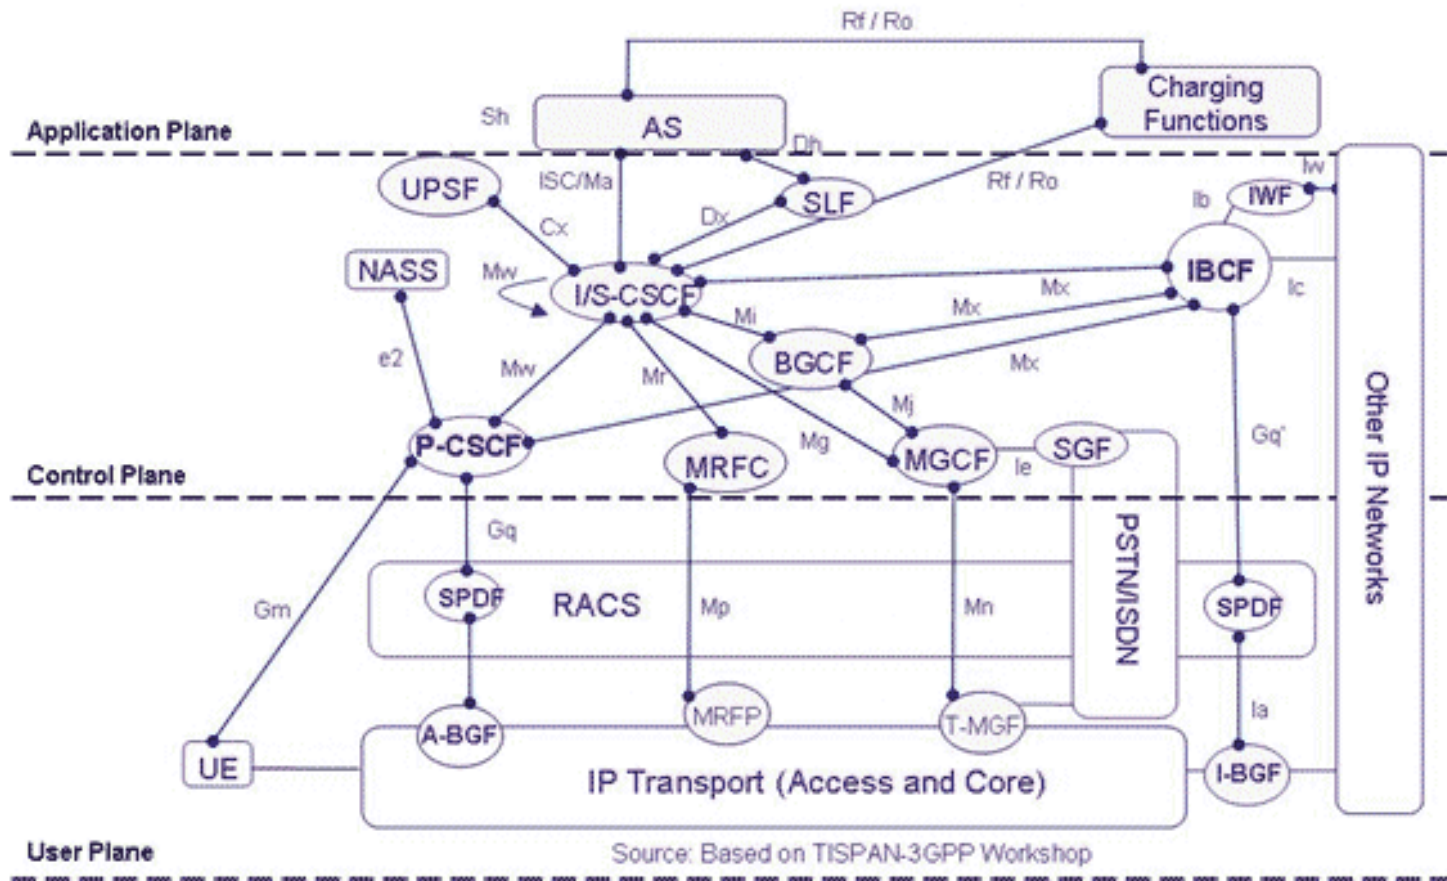 Rf / Ro
Charging
Functions
Sh
AS
Application Plane
Dh
UPSF
ISC/Ma
SLF
Rf / Ro
Iw
IWF
Ib
Cx
Dx
NASS
Mw
I/S-CSCF
Mx
IBCF
Ic
Mi
Mx
e2
Mw
Mr
BGCF
Mx
Other IP Networks
Mj
P-CSCF
Mg
MRFC
MGCF
Ie
SGF
Gq'
Control Plane
Gq
PSTN/ISDN
Gm
SPDF
RACS
Mp
Mn
SPDF
MRFP
T-MGF
Ia
A-BGF
UE
IP Transport (Access and Core)
I-BGF
User Plane
Source: Based on TISPAN-3GPP Workshop